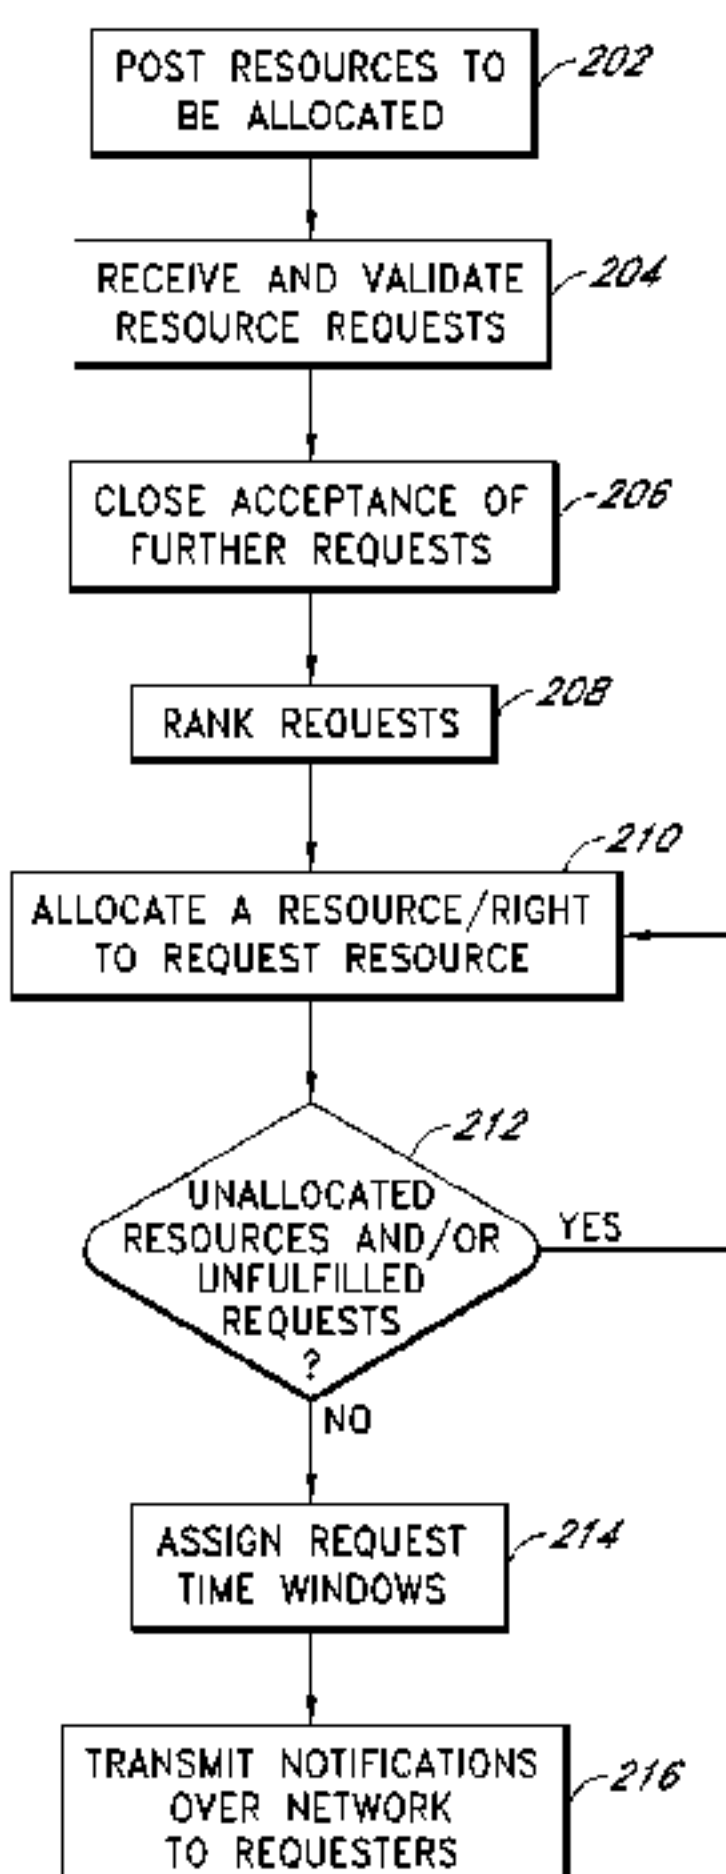 POST RESOURCES TO
BE ALLOCATED
202
RECEIVE AND VALIDATE
RESOURCE REQUESTS
204
CLOSE ACCEPTANCE OF
FURTHER REQUESTS
206
RANK REQUESTS
208
210
ALLOCATE A RESOURCE/RIGHT
TO REQUEST RESOURCE
212
UNALLOCATED
RESOURCES AND/OR
UNFULFILLED
REQUESTS
?
YES
NO
ASSIGN REQUEST
TIME WINDOWS
214
TRANSMIT NOTIFICATIONS
OVER NETWORK
TO REQUESTERS
216